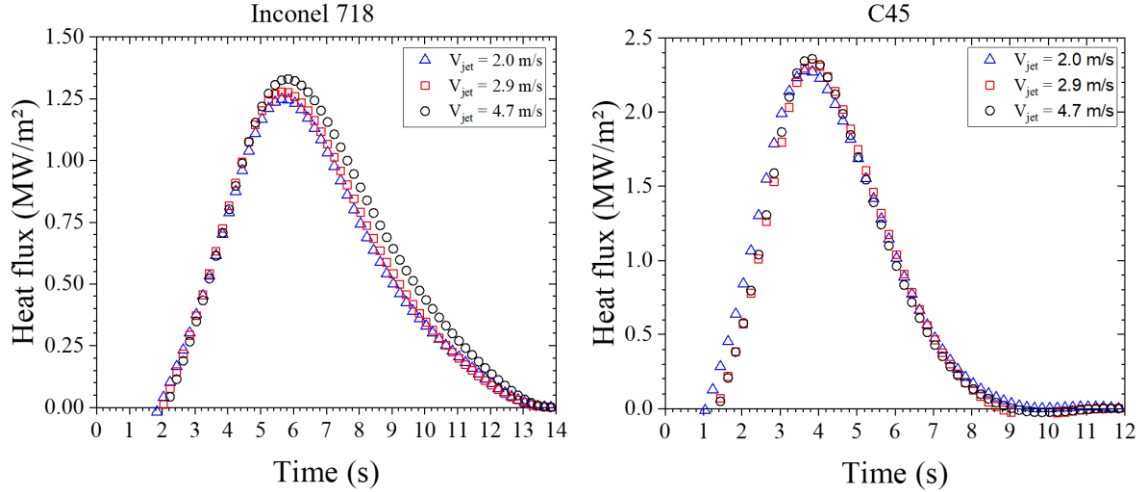 Inconel 718
1.50
1.25
1.00
0.75
0.50
0.25
0.00
Heat flux (MW/m²)
V_jet = 2.0 m/s
V_jet = 2.9 m/s
V_jet = 4.7 m/s
0 1 2 3 4 5 6 7 8 9 10 11 12 13 14
Time (s)
C45
2.5
2.0
1.5
1.0
0.5
0.0
Heat flux (MW/m²)
V_jet = 2.0 m/s
V_jet = 2.9 m/s
V_jet = 4.7 m/s
0 1 2 3 4 5 6 7 8 9 10 11 12
Time (s)